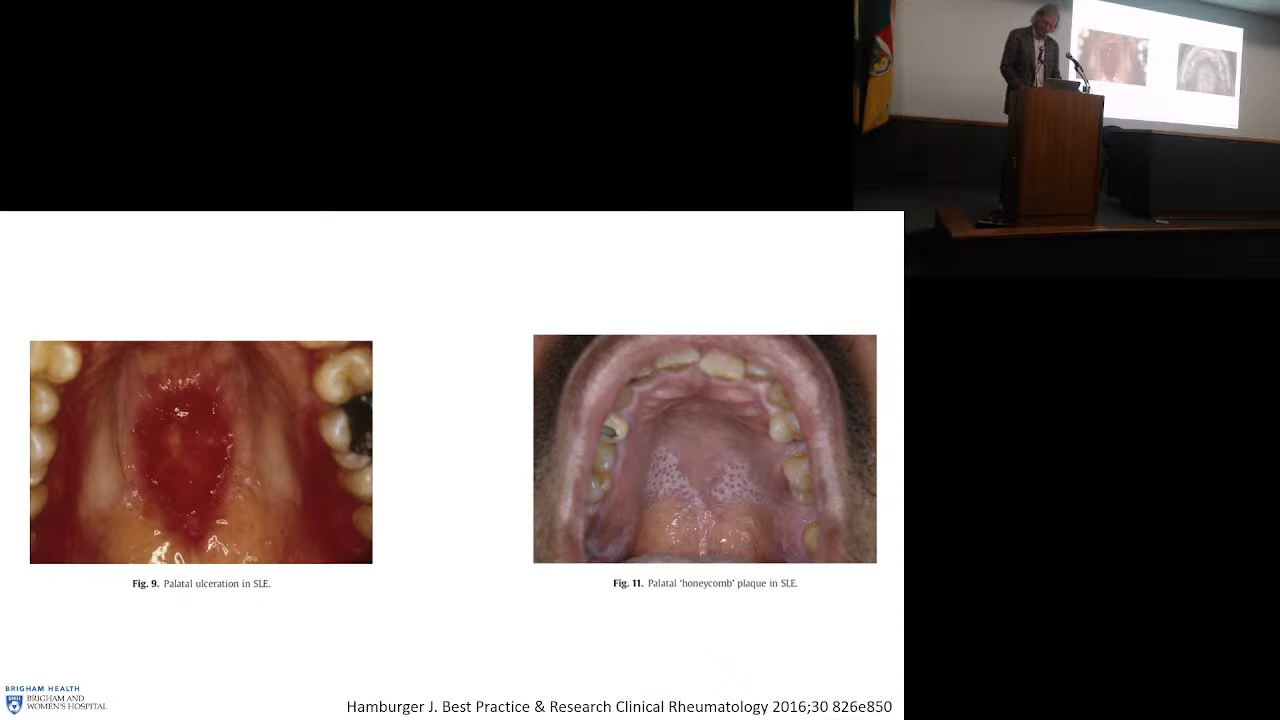 Fig. 9. Palatal ulceration in SLE.
Fig. 11. Palatal 'honeycomb' plaque in SLE.
BRIGHAM HEALTH
BRIGHAM AND
WOMEN'S HOSPITAL
Hamburger J. Best Practice & Research Clinical Rheumatology 2016;30 826e850